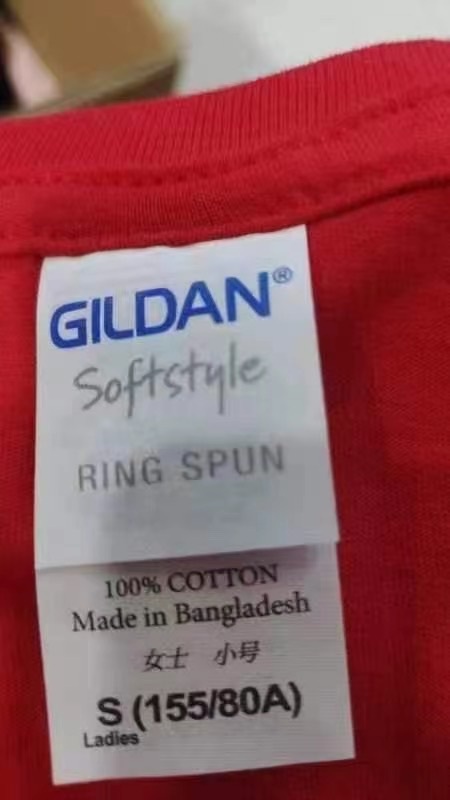 GILDAN®
Softstyle
RING SPUN
100% COTTON
Made in Bangladesh
女士 小号
S (155/80A)
Ladies